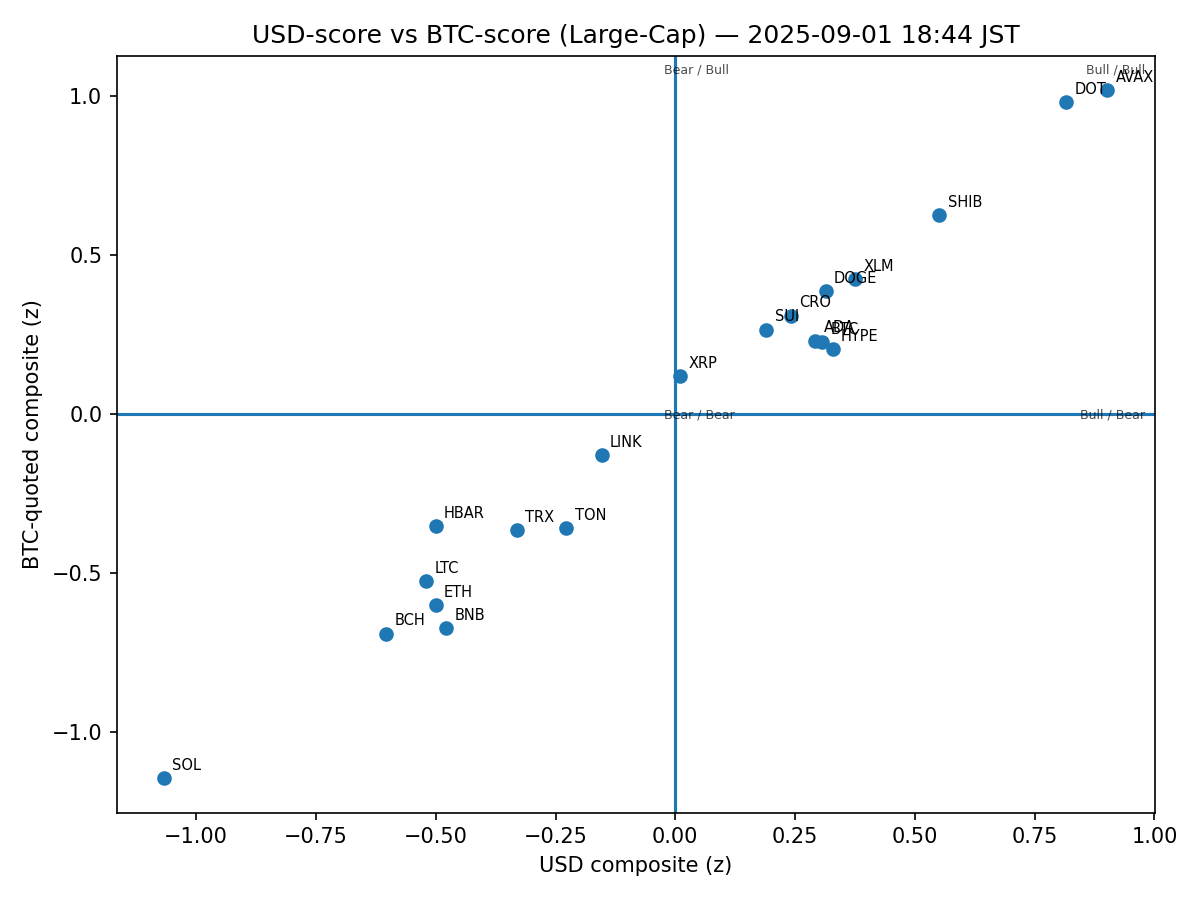 USD-score vs BTC-score (Large-Cap) — 2025-09-01 18:44 JST
Bear / Bull
Bull / Bull
AVAX
DOT
SHIB
XLM
DOGE
CRO
SUI
ADA
BTC
HYPE
XRP
Bear / Bear
Bull / Bear
LINK
HBAR
TRX
TON
LTC
ETH
BNB
BCH
SOL
1.0
0.5
0.0
−0.5
−1.0
BTC-quoted composite (z)
−1.00
−0.75
−0.50
−0.25
0.00
0.25
0.50
0.75
1.00
USD composite (z)